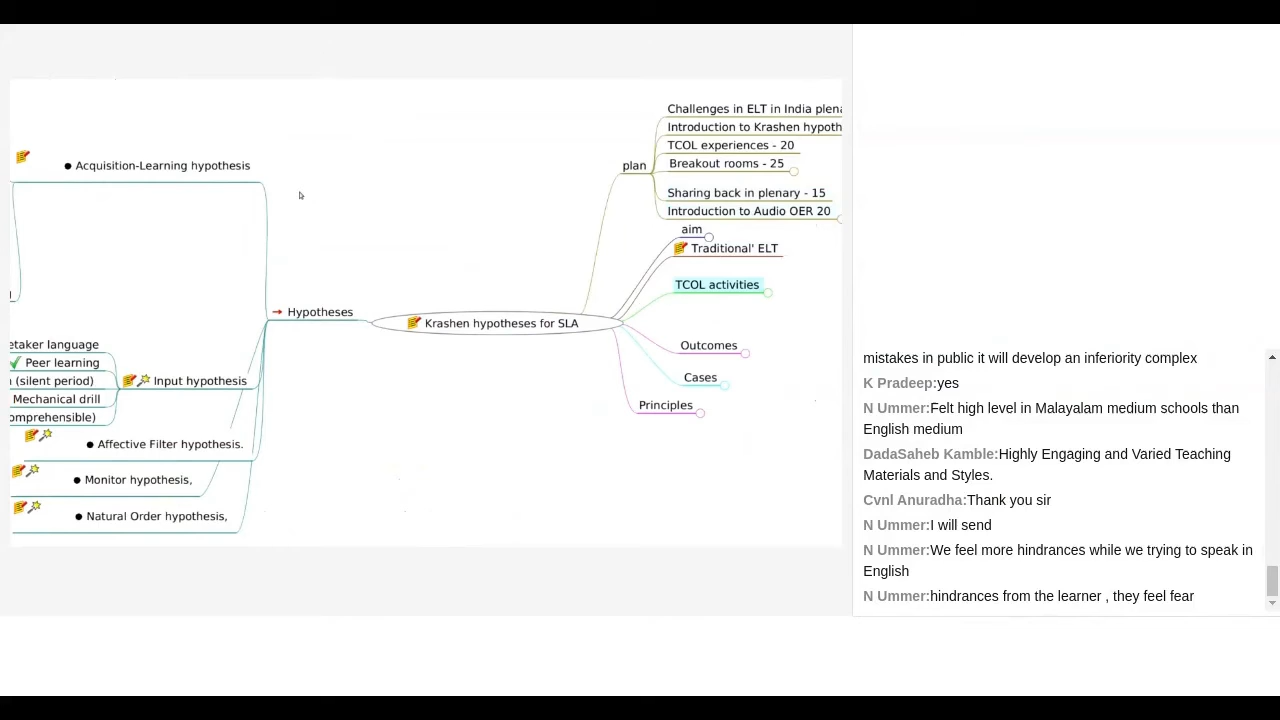 Challenges in ELT in India
Introduction to Krashen
TCOL experiences - 20
plan
Breakout rooms - 25
Sharing back in plenary - 15
Introduction to Audio OER 20
aim
Traditional' ELT
TCOL activities
Krashen hypotheses for SLA
Outcomes
Cases
Principles
● Acquisition-Learning hypothesis
Hypotheses
language
Peer learning
(silent period)
Input hypothesis
Mechanical drill
● Affective Filter hypothesis.
● Monitor hypothesis,
● Natural Order hypothesis,
mistakes in public it will develop an inferiority complex
K Pradeep:yes
N Ummer:Felt high level in Malayalam medium schools than
English medium
DadaSaheb Kamble:Highly Engaging and Varied Teaching
Materials and Styles.
Cvnl Anuradha:Thank you sir
N Ummer:I will send
N Ummer:We feel more hindrances while we trying to speak in
English
N Ummer:hindrances from the learner , they feel fear